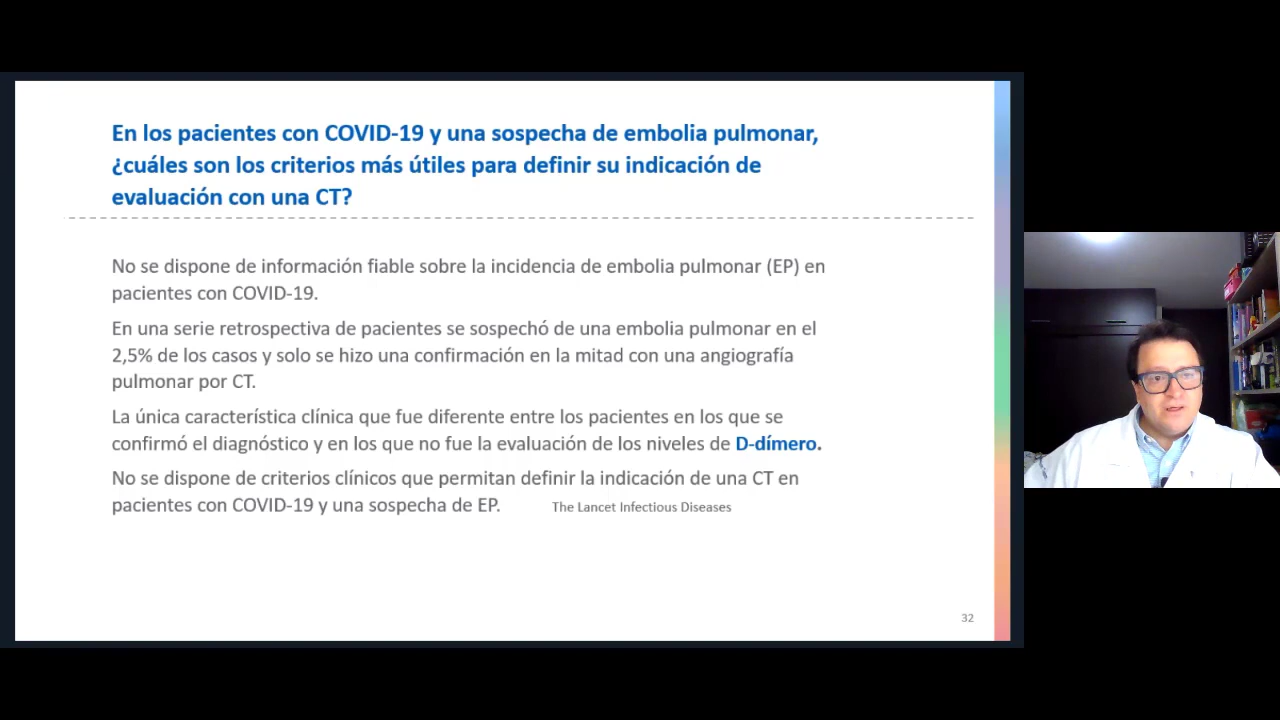 En los pacientes con COVID-19 y una sospecha de embolia pulmonar,
¿cuáles son los criterios más útiles para definir su indicación de
evaluación con una CT?
No se dispone de información fiable sobre la incidencia de embolia pulmonar (EP) en
pacientes con COVID-19.
En una serie retrospectiva de pacientes se sospechó de una embolia pulmonar en el
2,5% de los casos y solo se hizo una confirmación en la mitad con una angiografía
pulmonar por CT.
La única característica clínica que fue diferente entre los pacientes en los que se
confirmó el diagnóstico y en los que no fue la evaluación de los niveles de D-dímero.
No se dispone de criterios clínicos que permitan definir la indicación de una CT en
pacientes con COVID-19 y una sospecha de EP. The Lancet Infectious Diseases
32